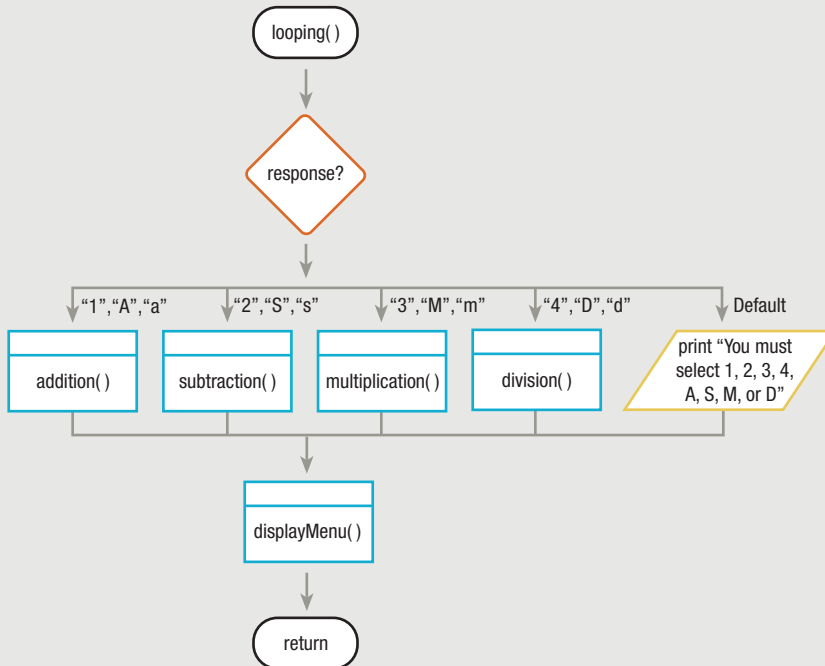 looping( )
response?
“1”,“A”,“a”
“2”,“S”,“s”
“3”,“M”,“m”
“4”,“D”,“d”
Default
addition( )
subtraction( )
multiplication( )
division( )
print “You must
select 1, 2, 3, 4,
A, S, M, or D”
displayMenu( )
return